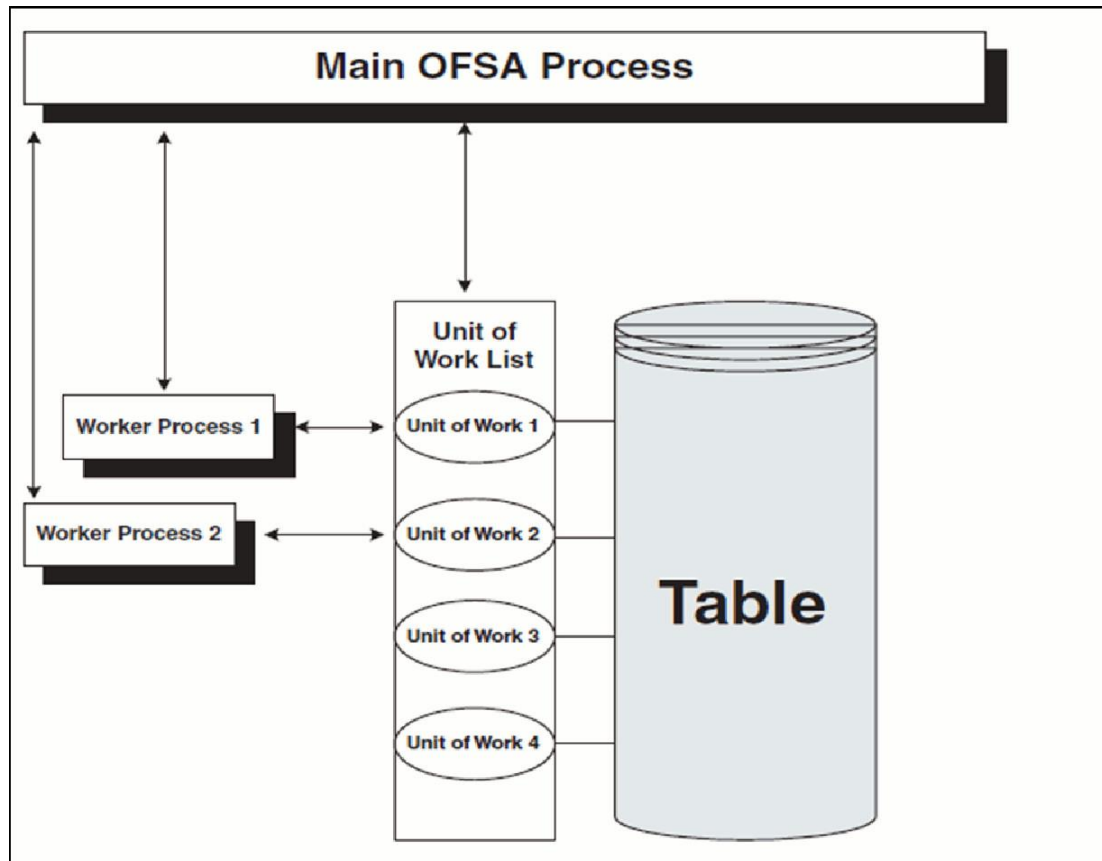 Main OFSA Process
Unit of
Work List
Worker Process 1
Unit of Work 1
Worker Process 2
Unit of Work 2
Unit of Work 3
Unit of Work 4
Table